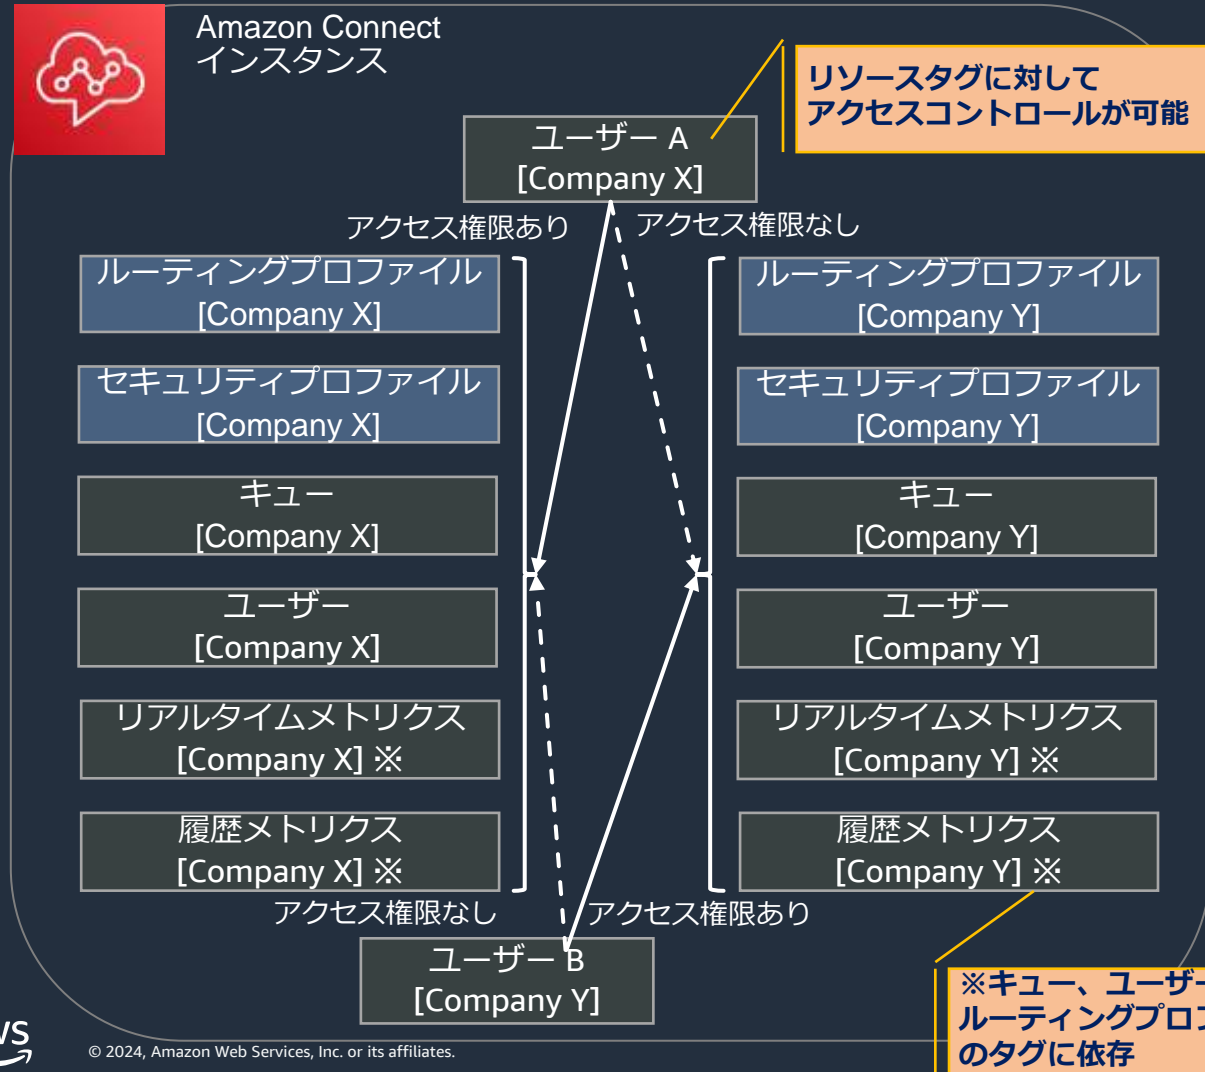 Amazon Connect
インスタンス
リソースタグに対して
アクセスコントロールが可能
ユーザー A
[Company X]
アクセス権限あり
アクセス権限なし
ルーティングプロファイル
[Company X]
セキュリティプロファイル
[Company X]
キュー
[Company X]
ユーザー
[Company X]
リアルタイムメトリクス
[Company X] ※
履歴メトリクス
[Company X] ※
ルーティングプロファイル
[Company Y]
セキュリティプロファイル
[Company Y]
キュー
[Company Y]
ユーザー
[Company Y]
リアルタイムメトリクス
[Company Y] ※
履歴メトリクス
[Company Y] ※
アクセス権限なし
アクセス権限あり
ユーザー B
[Company Y]
※キュー、ユーザー
ルーティングプロフ
のタグに依存
© 2024, Amazon Web Services, Inc. or its affiliates.